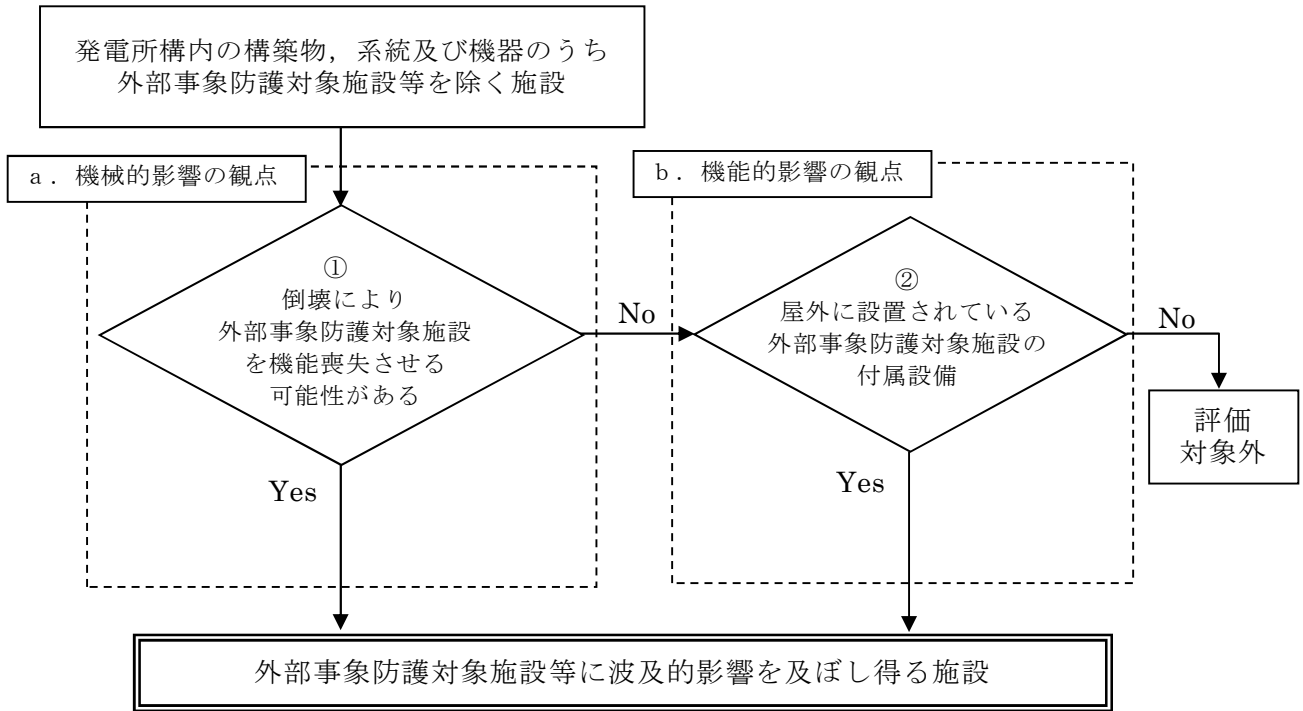 発電所構内の構築物，系統及び機器のうち
外部事象防護対象施設等を除く施設
a．機械的影響の観点
b．機能的影響の観点
①
倒壊により
外部事象防護対象施設
を機能喪失させる
可能性がある
No
②
屋外に設置されている
外部事象防護対象施設の
付属設備
No
評価
対象外
Yes
Yes
外部事象防護対象施設等に波及的影響を及ぼし得る施設